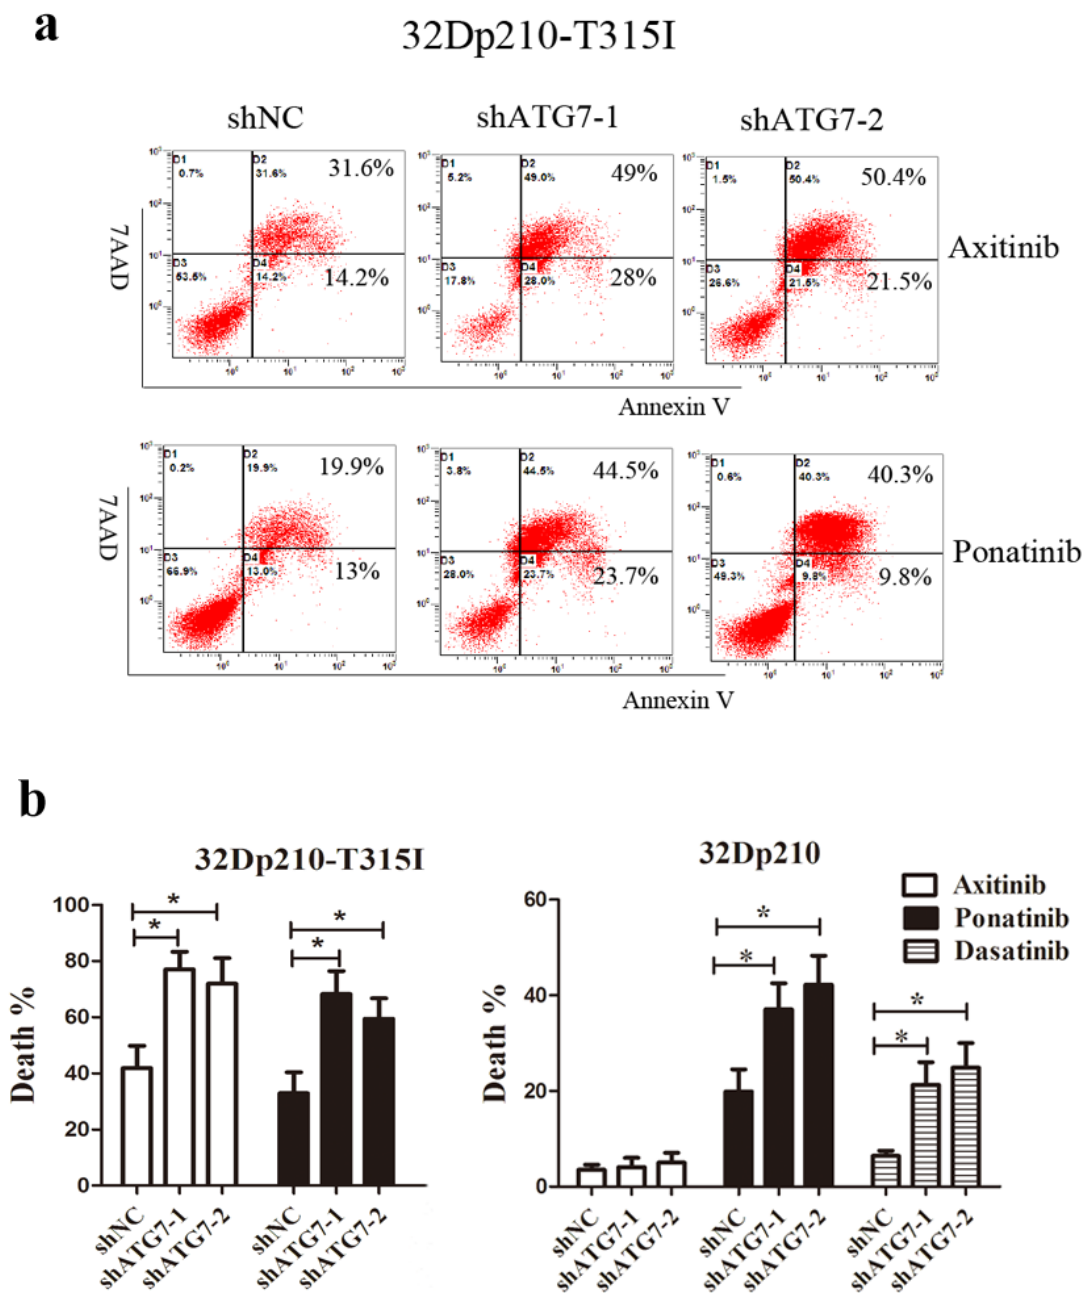 a
32Dp210-T315I
shNC shATG7-1 shATG7-2
D1 0.7% D2 31.6% 31.6%
D3 53.5% D4 14.2% 14.2%
D1 5.2% D2 49.0% 49%
D3 17.8% D4 28.0% 28%
D1 1.5% D2 50.4% 50.4%
D3 26.6% D4 21.5% 21.5%
7AAD
Axitinib
Annexin V
D1 0.2% D2 19.9% 19.9%
D3 66.9% D4 13.0% 13%
D1 3.8% D2 44.5% 44.5%
D3 28.0% D4 23.7% 23.7%
D1 0.6% D2 40.3% 40.3%
D3 49.3% D4 9.8% 9.8%
7AAD
Ponatinib
Annexin V
b
32Dp210-T315I
Death %
100
80
60
40
20
0
* * * *
shNC shATG7-1 shATG7-2 shNC shATG7-1 shATG7-2
32Dp210
Death %
60
40
20
0
* * * *
shNC shATG7-1 shATG7-2 shNC shATG7-1 shATG7-2 shNC shATG7-1 shATG7-2
Axitinib
Ponatinib
Dasatinib